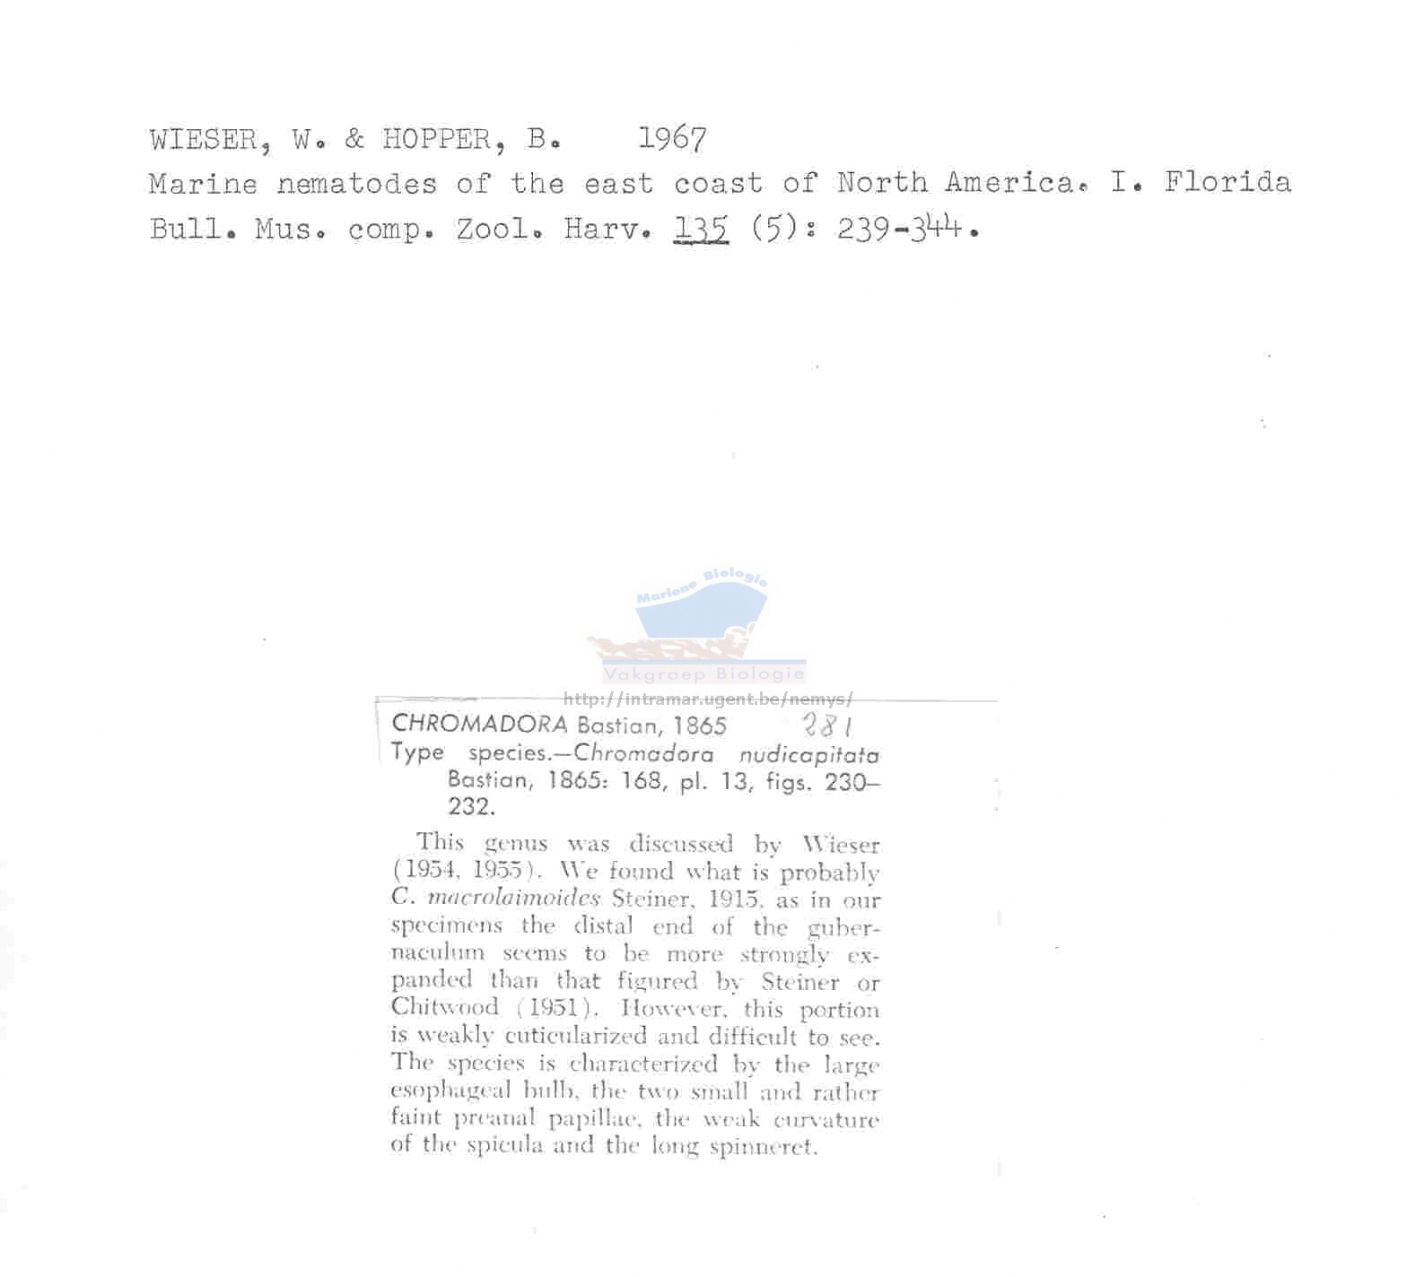 WIESER, W. & HOPPER, B. 1967
Marine nematodes of the east coast of North America. I. Florida
Bull. Mus. comp. Zool. Harv. 135 (5): 239-344.
Mariene Biologie
Vakgroep Biologie
http://intramar.ugent.be/nemys/
CHROMADORA Bastian, 1865 281
Type species.—Chromadora nudicapitata
Bastian, 1865: 168, pl. 13, figs. 230–
232.
This genus was discussed by Wieser
(1954, 1955). We found what is probably
C. macrolaimoides Steiner, 1915, as in our
specimens the distal end of the guber-
naculum seems to be more strongly ex-
panded than that figured by Steiner or
Chitwood (1951). However, this portion
is weakly cuticularized and difficult to see.
The species is characterized by the large
esophageal bulb, the two small and rather
faint preanal papillae, the weak curvature
of the spicula and the long spinneret.